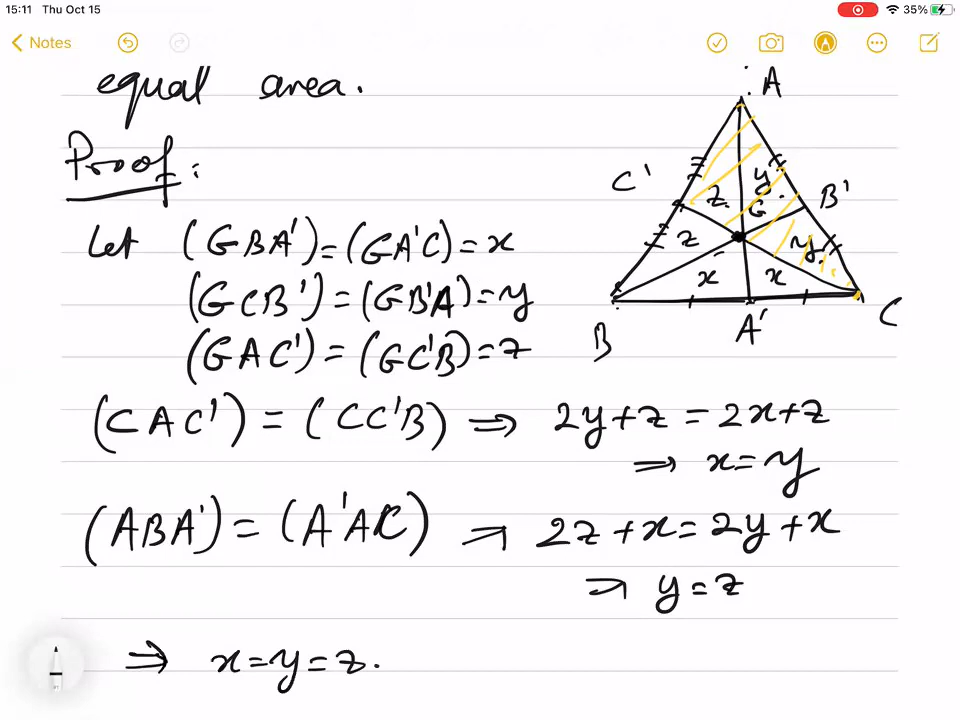 15:11 Thu Oct 15
35%
Notes
equal area.
Proof:
Let (GBA') = (GA'C) = x
(GCB') = (GB'A) = y
(GAC') = (GC'B) = z
(CAC') = (CC'B) ⇒ 2y+z = 2x+z
⇒ x = y
(ABA') = (A'AC) ⇒ 2z+x = 2y+x
⇒ y = z
⇒ x = y = z.
A
C'
z y
G
B'
z y
x x
B
A'
C